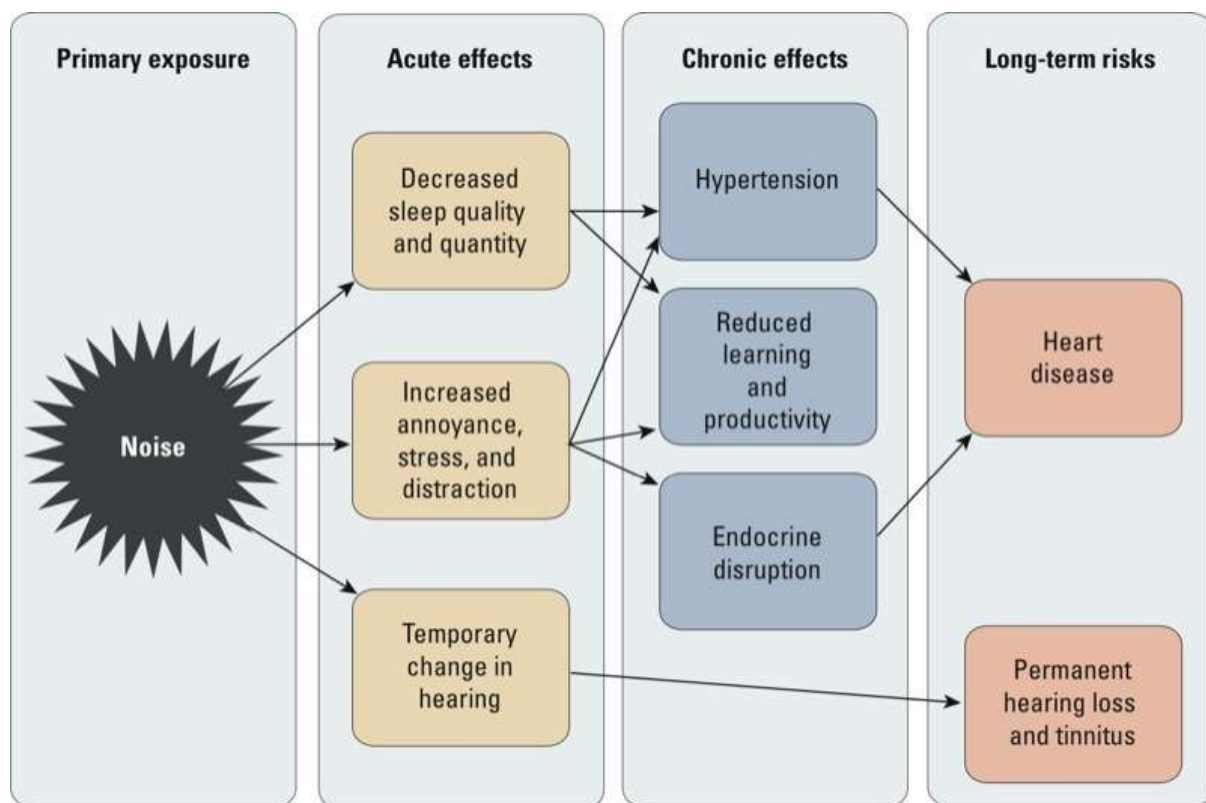 Primary exposure
Acute effects
Chronic effects
Long-term risks
Noise
Decreased
sleep quality
and quantity
Increased
annoyance,
stress, and
distraction
Temporary
change in
hearing
Hypertension
Reduced
learning
and
productivity
Endocrine
disruption
Heart
disease
Permanent
hearing loss
and tinnitus